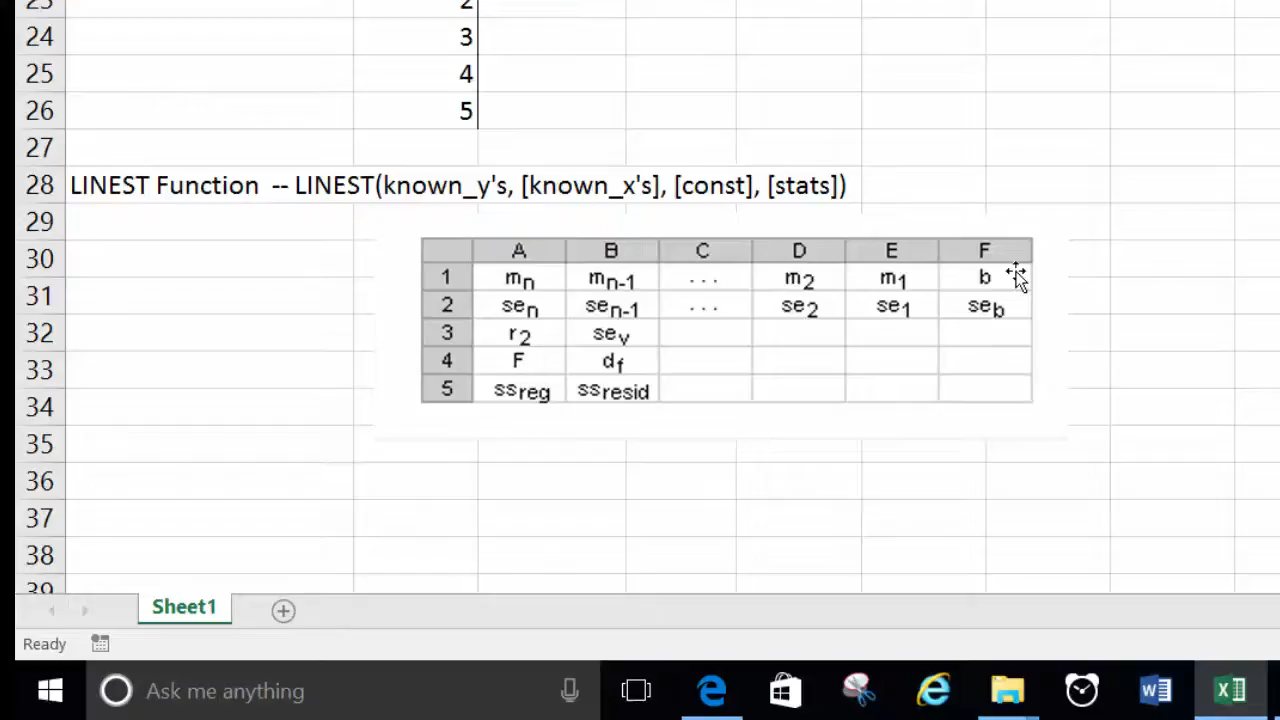 23 2
24 3
25 4
26 5
27
28 LINEST Function -- LINEST(known_y's, [known_x's], [const], [stats])
29
30 A B C D E F
1 mn mn-1 ... m2 m1 b
31
2 sen sen-1 ... se2 se1 seb
32 3 r2 sev
33 4 F df
34 5 ssreg ssresid
35
36
37
38
39
Sheet1
Ready
Ask me anything